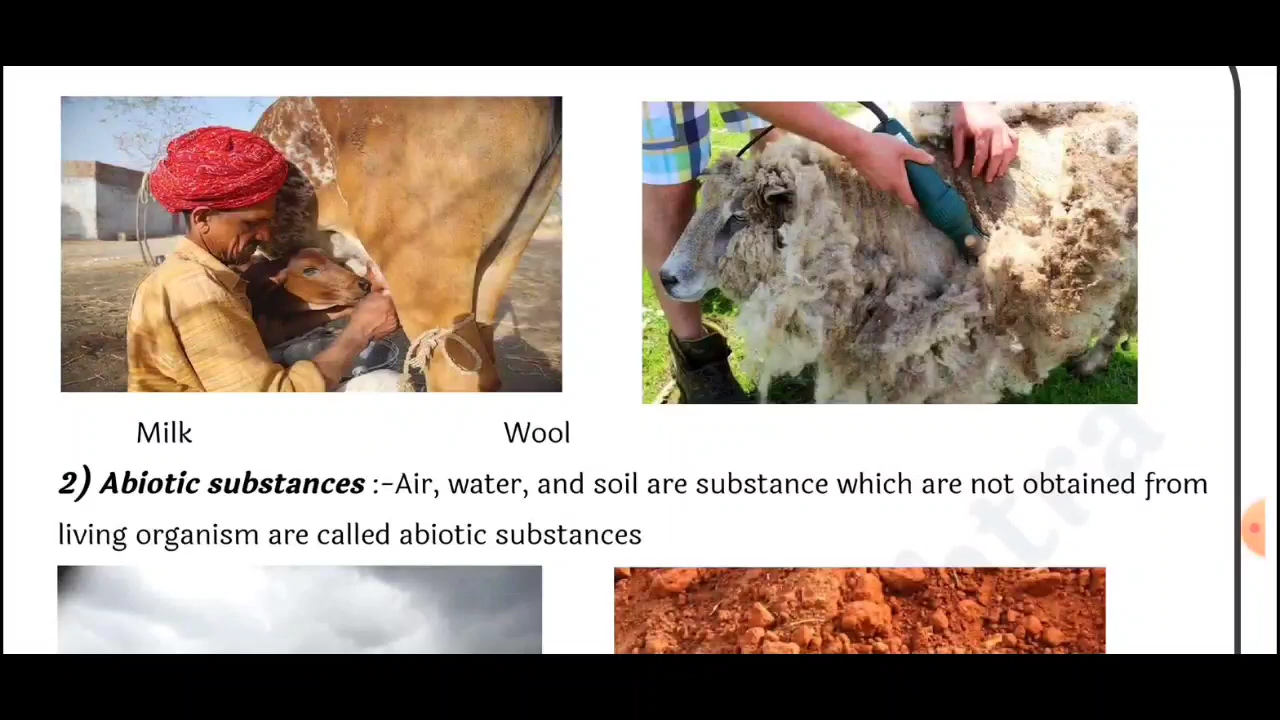 Milk Wool
2) Abiotic substances :-Air, water, and soil are substance which are not obtained from
living organism are called abiotic substances